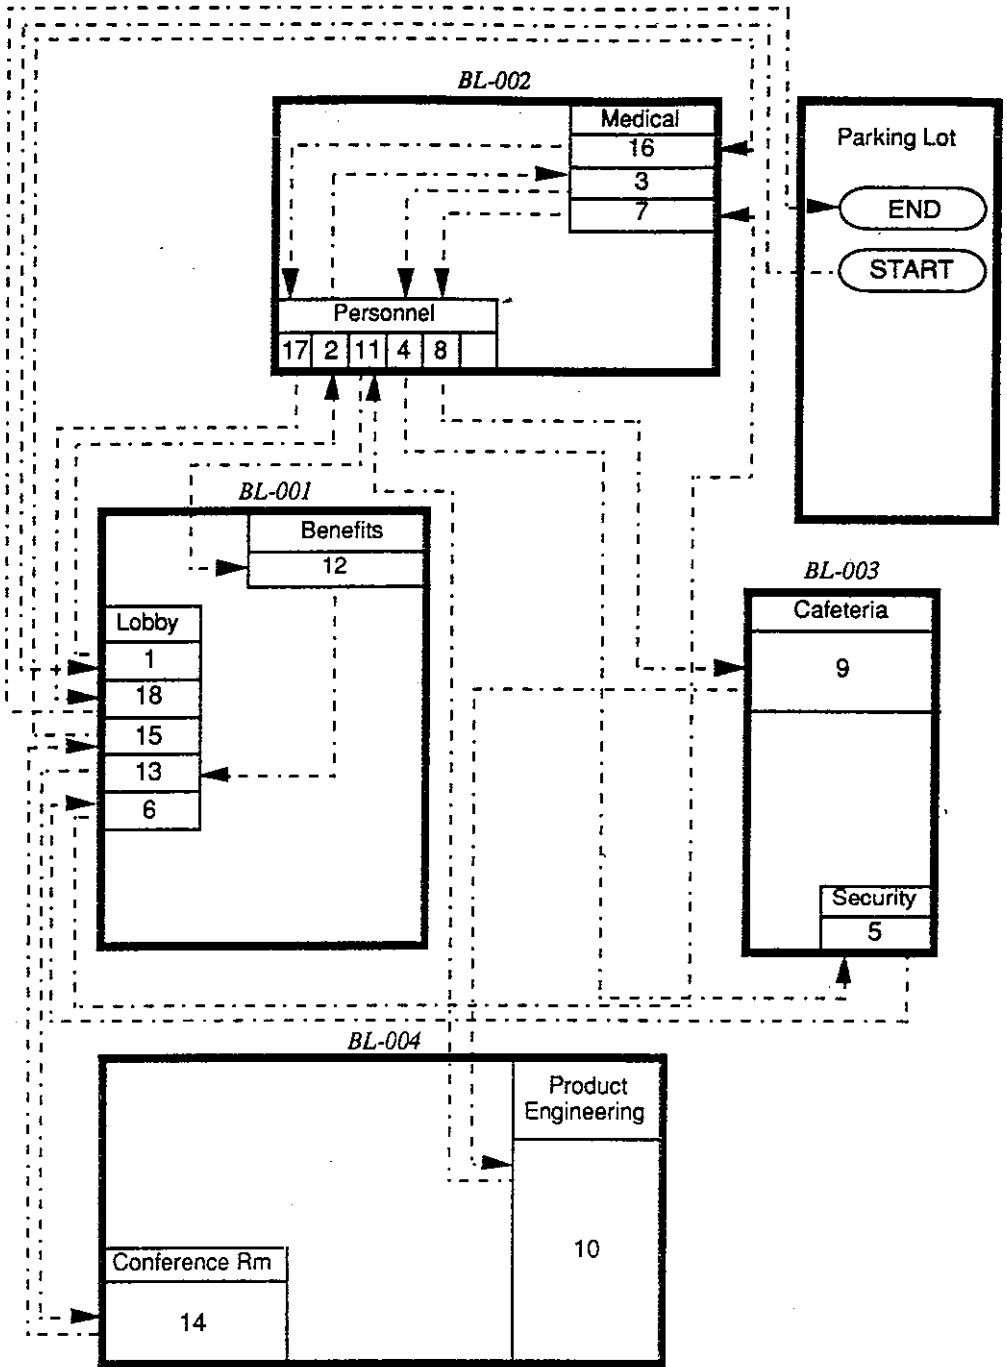 BL-002
Medical
16
3
7
Personnel
17 2 11 4 8
Parking Lot
END
START
BL-001
Benefits
12
Lobby
1
18
15
13
6
BL-003
Cafeteria
9
Security
5
BL-004
Product
Engineering
10
Conference Rm
14